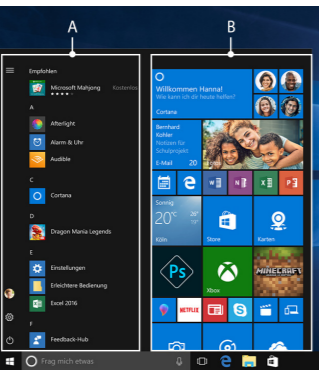 A
B
Empfohlen
Microsoft Mahjong Kostenlos
A
Afterlight
Alarm & Uhr
Audible
C
Cortana
D
Dragon Mania Legends
E
Einstellungen
Erleichterte Bedienung
Excel 2016
F
Feedback-Hub
Frag mich etwas
Willkommen Hanna!
Wie kann ich dir heute helfen?
Cortana
Bernhard
Kohler
Notizen für
Schulprojekt
E-Mail 20
Fotos
Sonnig
20°
Köln
Store
Karten
Ps
Xbox
MINECRAFT
NETFLIX